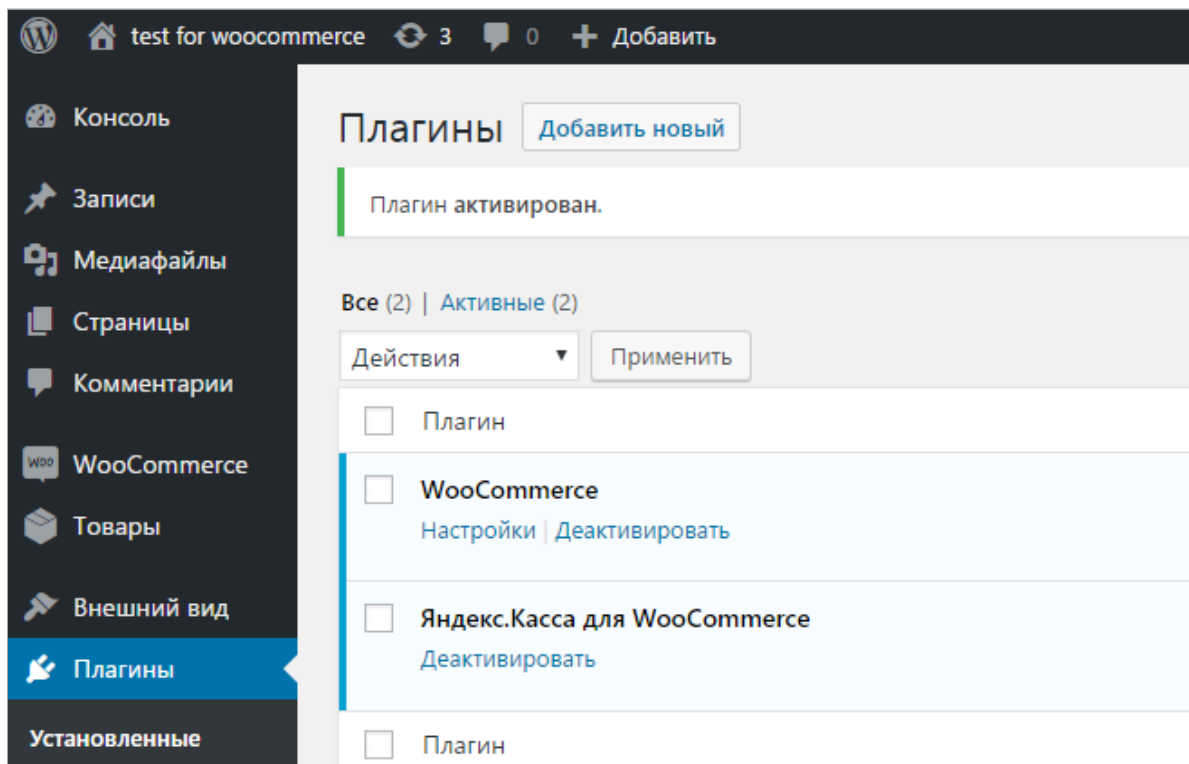 test for woocommerce 3 0 + Добавить
Консоль
Записи
Медиафайлы
Страницы
Комментарии
WOO WooCommerce
Товары
Внешний вид
Плагины
Установленные
Плагины Добавить новый
Плагин активирован.
Все (2) | Активные (2)
Действия Применить
Плагин
WooCommerce
Настройки | Деактивировать
Яндекс.Касса для WooCommerce
Деактивировать
Плагин